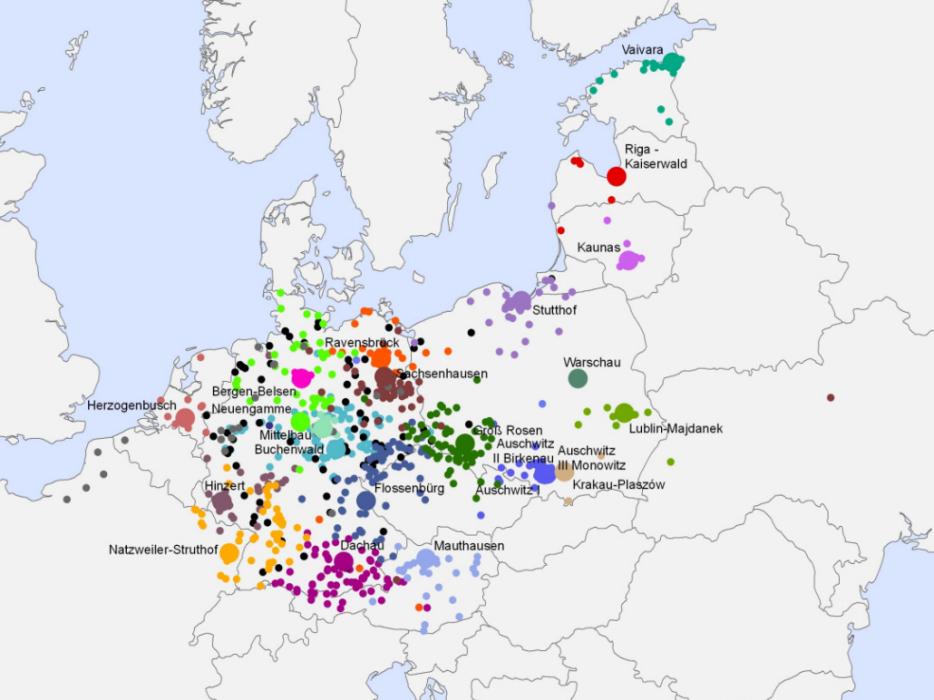 Vaivara
Riga -
Kaiserwald
Kaunas
Stutthof
Ravensbrück
Warschau
Sachsenhausen
Bergen-Belsen
Herzogenbusch
Neuengamme
Lublin-Majdanek
Groß Rosen
Mittelbau
Auschwitz
II Birkenau
Buchenwald
Auschwitz
III Monowitz
Hinzert
Flossenbürg
Auschwitz I
Krakau-Plaszów
Natzweiler-Struthof
Dachau
Mauthausen